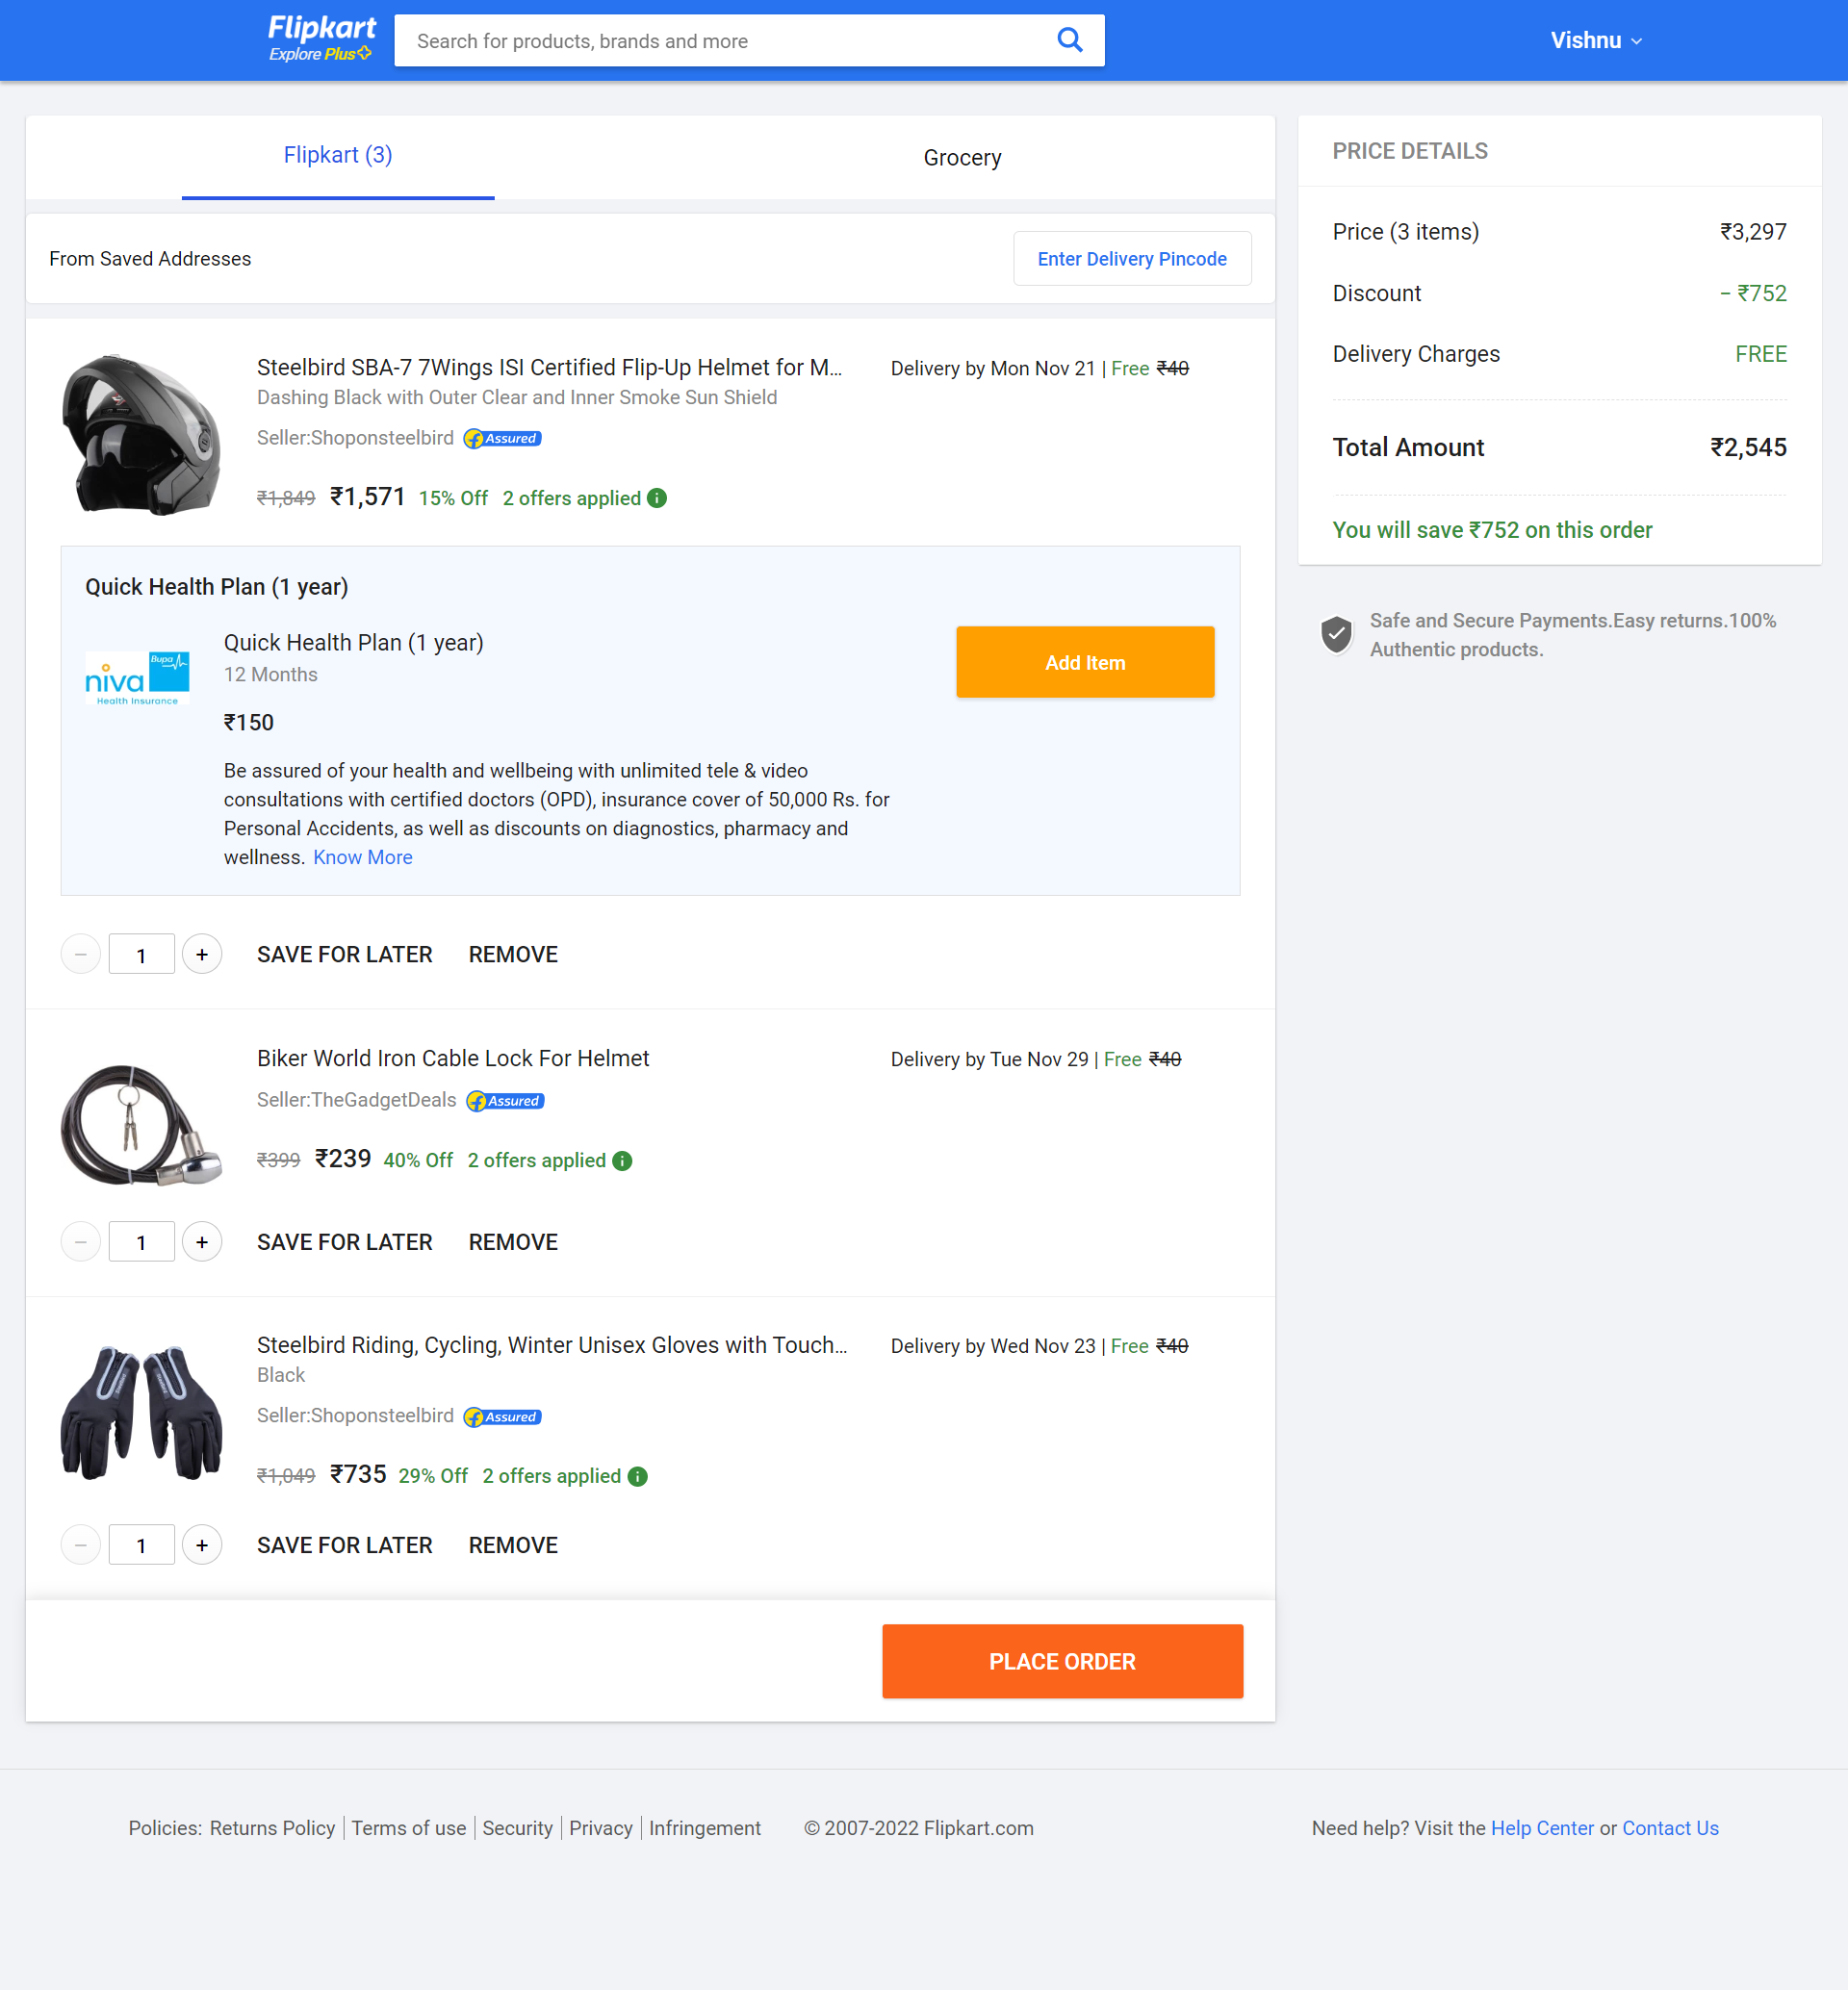 Flipkart
Explore Plus
Search for products, brands and more
Vishnu
Flipkart (3)
Grocery
From Saved Addresses
Enter Delivery Pincode
Steelbird SBA-7 7Wings ISI Certified Flip-Up Helmet for M...
Dashing Black with Outer Clear and Inner Smoke Sun Shield
Seller:Shoponsteelbird Assured
₹1,849 ₹1,571 15% Off 2 offers applied
Delivery by Mon Nov 21 | Free ₹40
Quick Health Plan (1 year)
niva Bupa
Health Insurance
Quick Health Plan (1 year)
12 Months
₹150
Be assured of your health and wellbeing with unlimited tele & video
consultations with certified doctors (OPD), insurance cover of 50,000 Rs. for
Personal Accidents, as well as discounts on diagnostics, pharmacy and
wellness. Know More
Add Item
1
SAVE FOR LATER REMOVE
Biker World Iron Cable Lock For Helmet
Seller:TheGadgetDeals Assured
₹399 ₹239 40% Off 2 offers applied
Delivery by Tue Nov 29 | Free ₹40
1
SAVE FOR LATER REMOVE
Steelbird Riding, Cycling, Winter Unisex Gloves with Touch...
Black
Seller:Shoponsteelbird Assured
₹1,049 ₹735 29% Off 2 offers applied
Delivery by Wed Nov 23 | Free ₹40
1
SAVE FOR LATER REMOVE
PLACE ORDER
PRICE DETAILS
Price (3 items) ₹3,297
Discount − ₹752
Delivery Charges FREE
Total Amount ₹2,545
You will save ₹752 on this order
Safe and Secure Payments.Easy returns.100%
Authentic products.
Policies: Returns Policy | Terms of use | Security | Privacy | Infringement © 2007-2022 Flipkart.com
Need help? Visit the Help Center or Contact Us